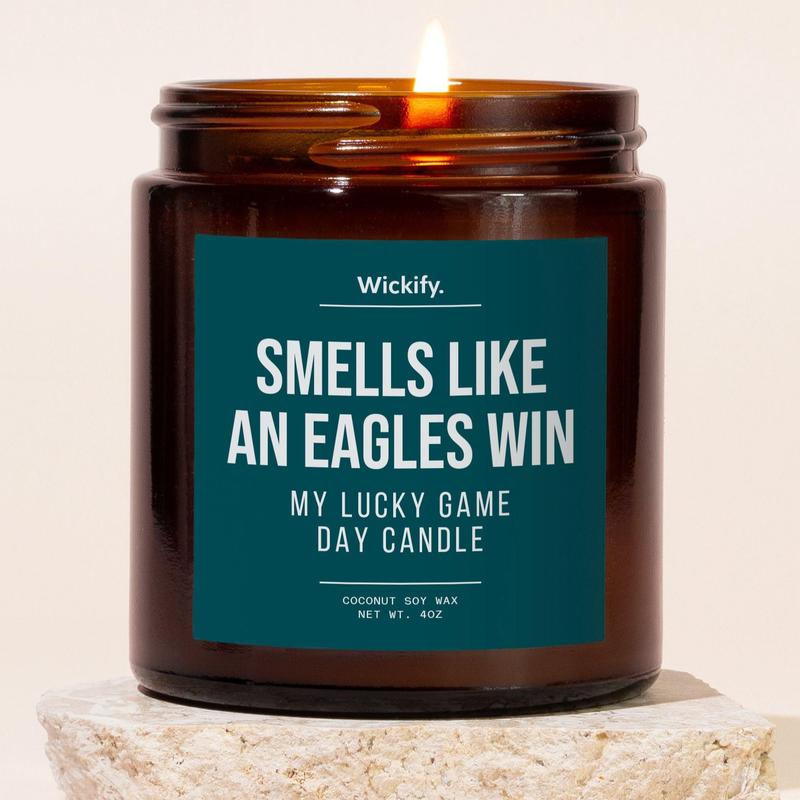 Wickify.
SMELLS LIKE
AN EAGLES WIN
MY LUCKY GAME
DAY CANDLE
COCONUT SOY WAX
NET WT. 4OZ